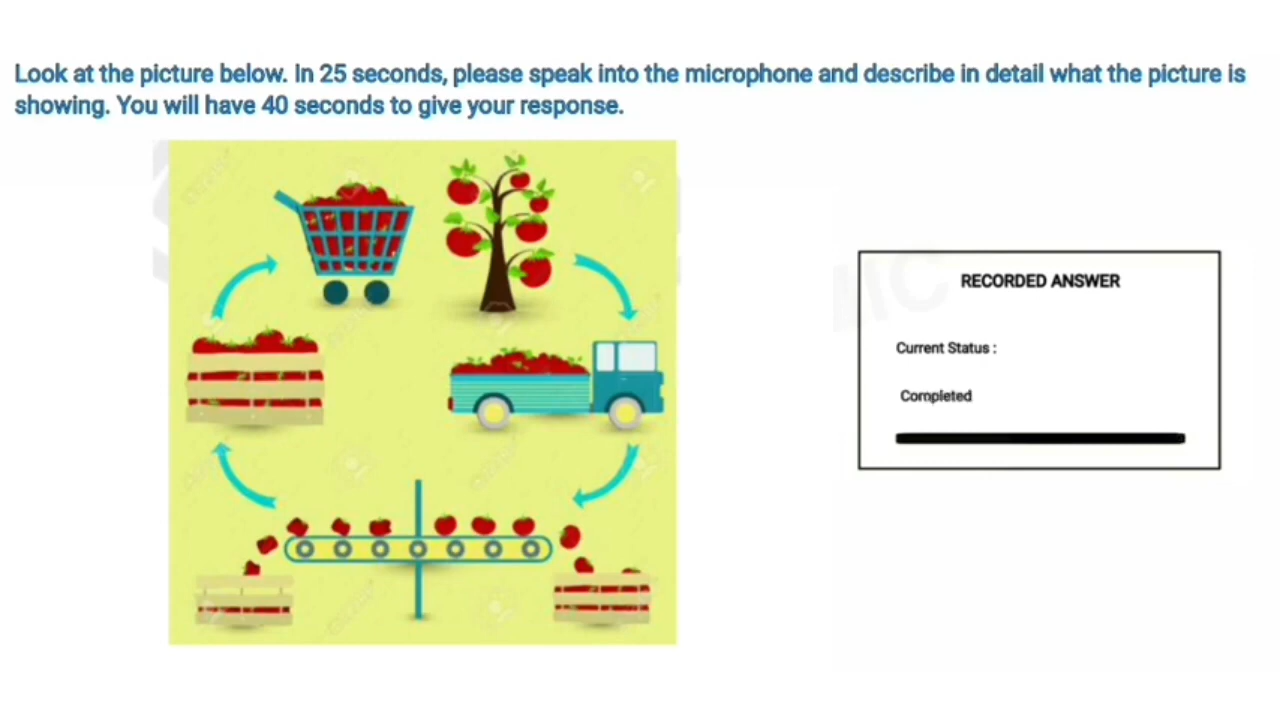 Look at the picture below. In 25 seconds, please speak into the microphone and describe in detail what the picture is
showing. You will have 40 seconds to give your response.
RECORDED ANSWER
Current Status :
Completed